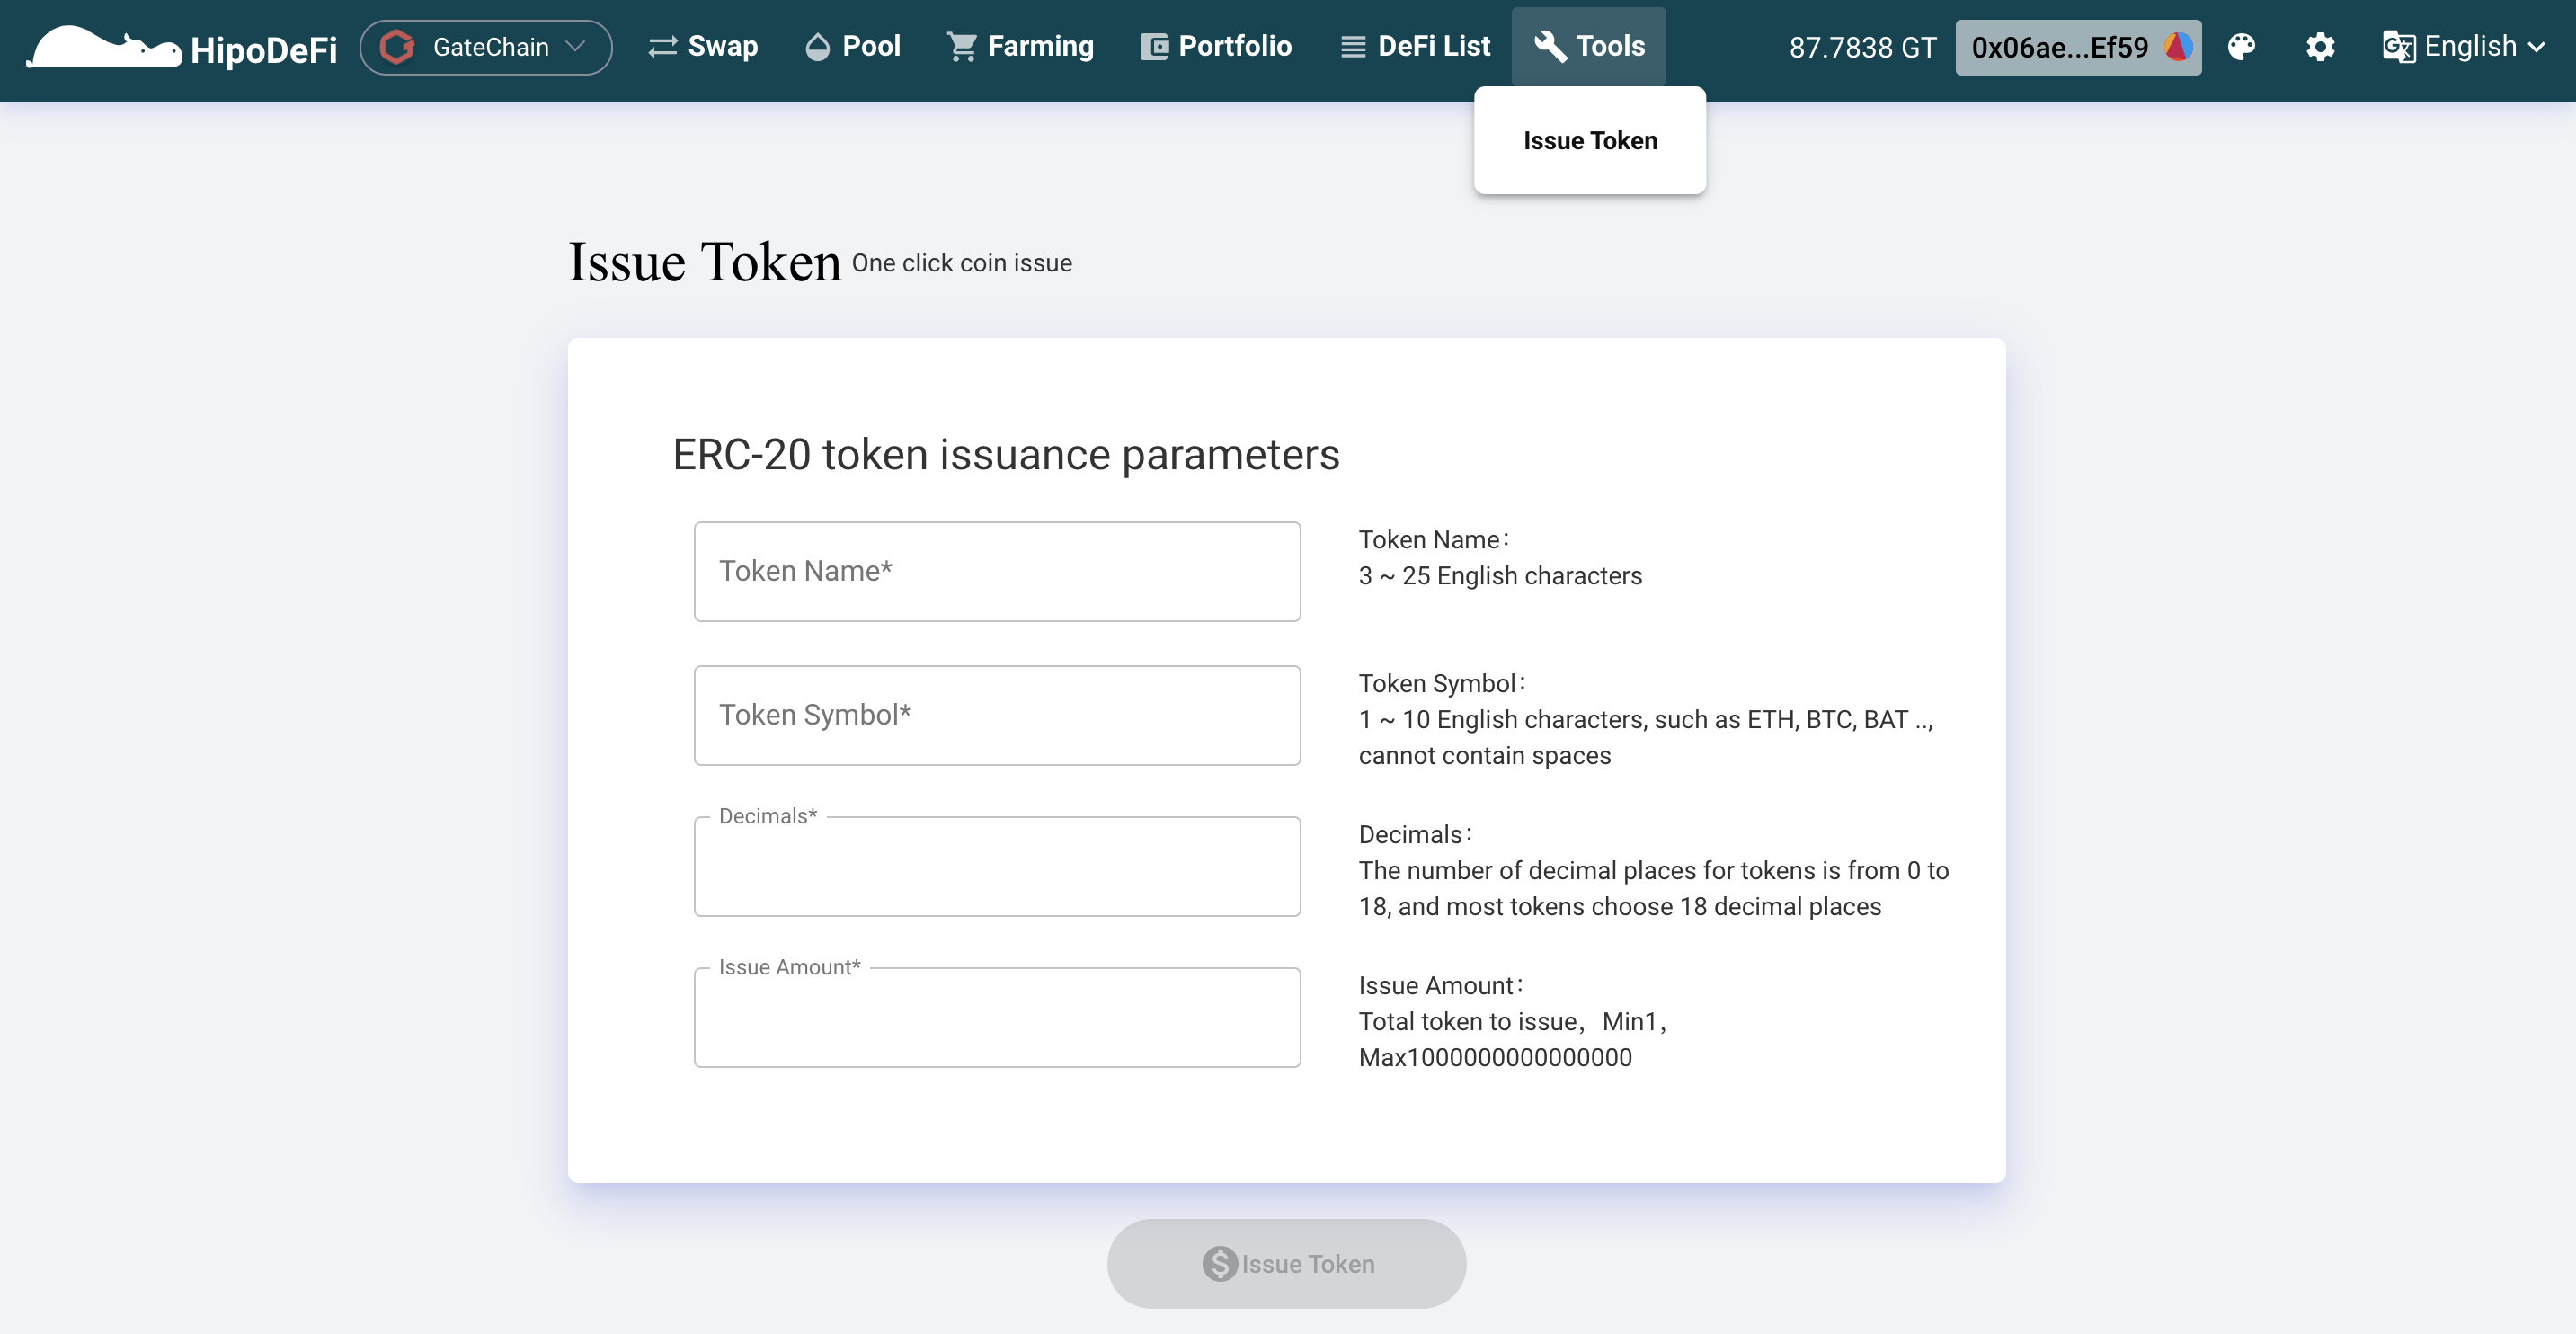 HipoDeFi
GateChain
Swap
Pool
Farming
Portfolio
DeFi List
Tools
87.7838 GT
0x06ae...Ef59
English
Issue Token
Issue Token One click coin issue
ERC-20 token issuance parameters
Token Name*
Token Name：
3 ~ 25 English characters
Token Symbol*
Token Symbol：
1 ~ 10 English characters, such as ETH, BTC, BAT ..,
cannot contain spaces
Decimals*
Decimals：
The number of decimal places for tokens is from 0 to
18, and most tokens choose 18 decimal places
Issue Amount*
Issue Amount：
Total token to issue，Min1，
Max1000000000000000
Issue Token